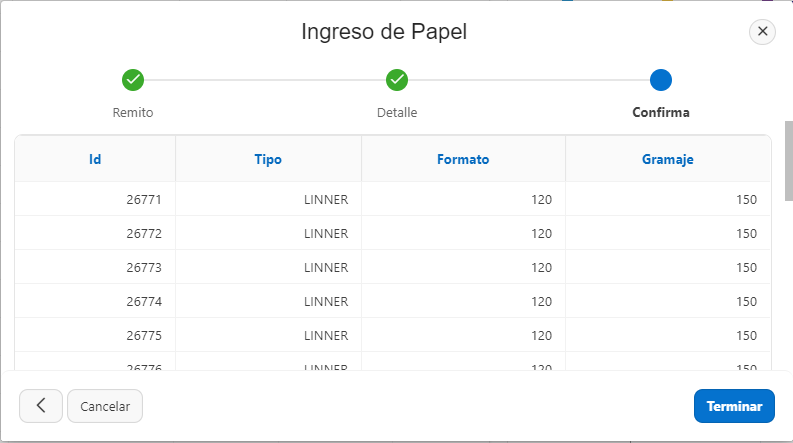 Ingreso de Papel
Remito Detalle Confirma
Id Tipo Formato Gramaje
26771 LINNER 120 150
26772 LINNER 120 150
26773 LINNER 120 150
26774 LINNER 120 150
26775 LINNER 120 150
26776 LINNER 120 150
Cancelar Terminar